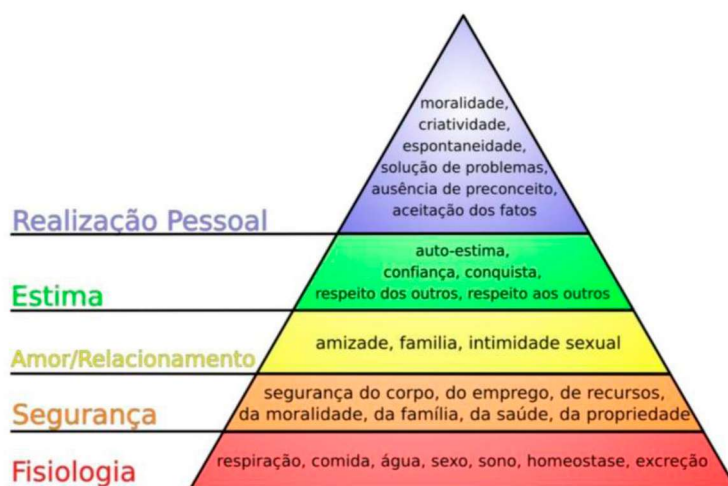 moralidade,
criatividade,
espontaneidade,
solução de problemas,
ausência de preconceito,
aceitação dos fatos
Realização Pessoal
auto-estima,
confiança, conquista,
respeito dos outros, respeito aos outros
Estima
amizade, familia, intimidade sexual
Amor/Relacionamento
segurança do corpo, do emprego, de recursos,
da moralidade, da família, da saúde, da propriedade
Segurança
respiração, comida, água, sexo, sono, homeostase, excreção
Fisiologia